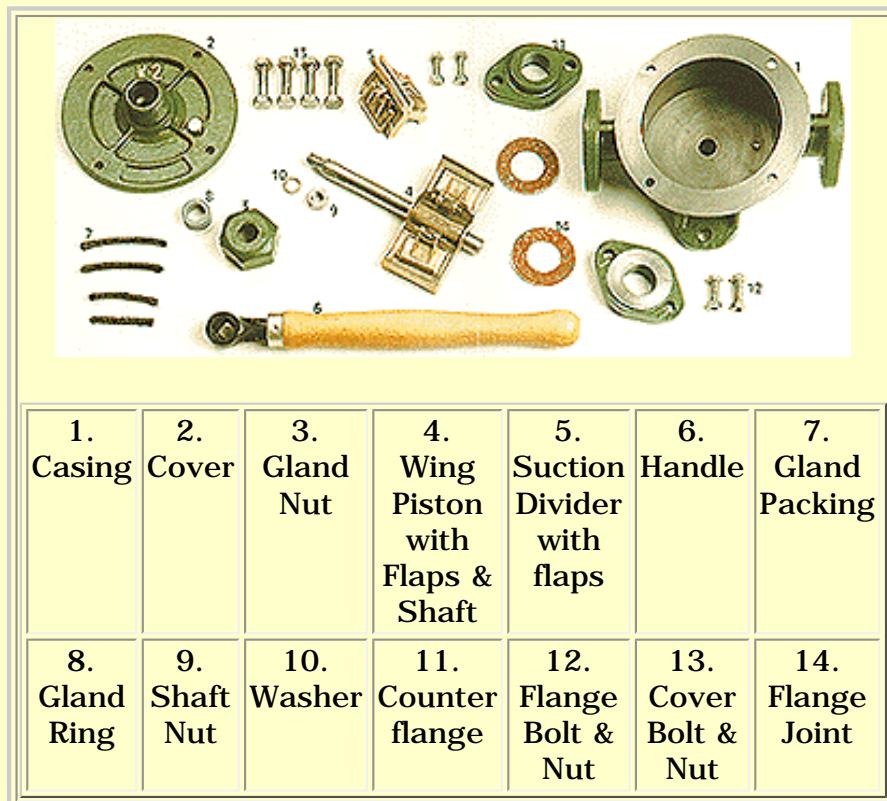 2
13
5
11
1
10
4
8
3
9
7
14
6
12
1.
Casing
2.
Cover
3.
Gland
Nut
4.
Wing
Piston
with
Flaps &
Shaft
5.
Suction
Divider
with
flaps
6.
Handle
7.
Gland
Packing
8.
Gland
Ring
9.
Shaft
Nut
10.
Washer
11.
Counter
flange
12.
Flange
Bolt &
Nut
13.
Cover
Bolt &
Nut
14.
Flange
Joint